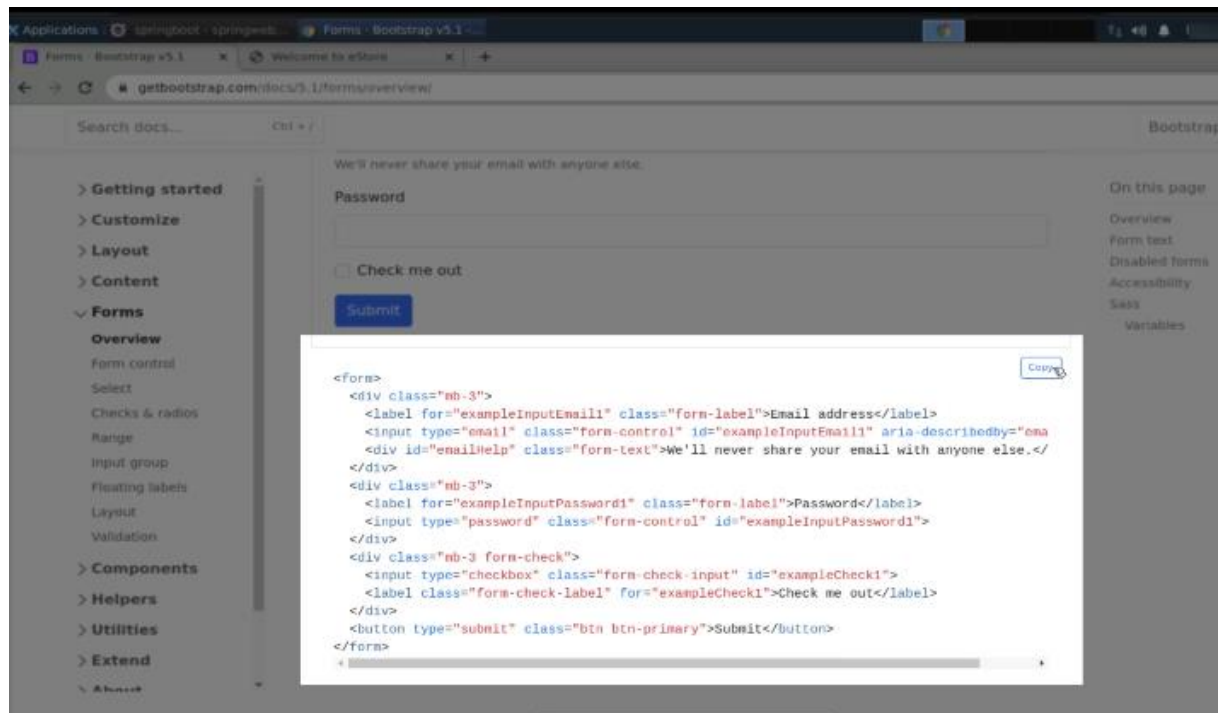 Applications springboot - springweb... Forms · Bootstrap v5.1 -...
Forms · Bootstrap v5.1 × Welcome to eStore × +
getbootstrap.com/docs/5.1/forms/overview/
Search docs... Ctrl + / Bootstrap
We'll never share your email with anyone else.
Password
Check me out
Submit
Getting started
Customize
Layout
Content
Forms
Overview
Form control
Select
Checks & radios
Range
Input group
Floating labels
Layout
Validation
Components
Helpers
Utilities
Extend
About
Copy
<form>
<div class="mb-3">
<label for="exampleInputEmail1" class="form-label">Email address</label>
<input type="email" class="form-control" id="exampleInputEmail1" aria-describedby="ema
<div id="emailHelp" class="form-text">We'll never share your email with anyone else.</
</div>
<div class="mb-3">
<label for="exampleInputPassword1" class="form-label">Password</label>
<input type="password" class="form-control" id="exampleInputPassword1">
</div>
<div class="mb-3 form-check">
<input type="checkbox" class="form-check-input" id="exampleCheck1">
<label class="form-check-label" for="exampleCheck1">Check me out</label>
</div>
<button type="submit" class="btn btn-primary">Submit</button>
</form>
On this page
Overview
Form text
Disabled forms
Accessibility
Sass
Variables